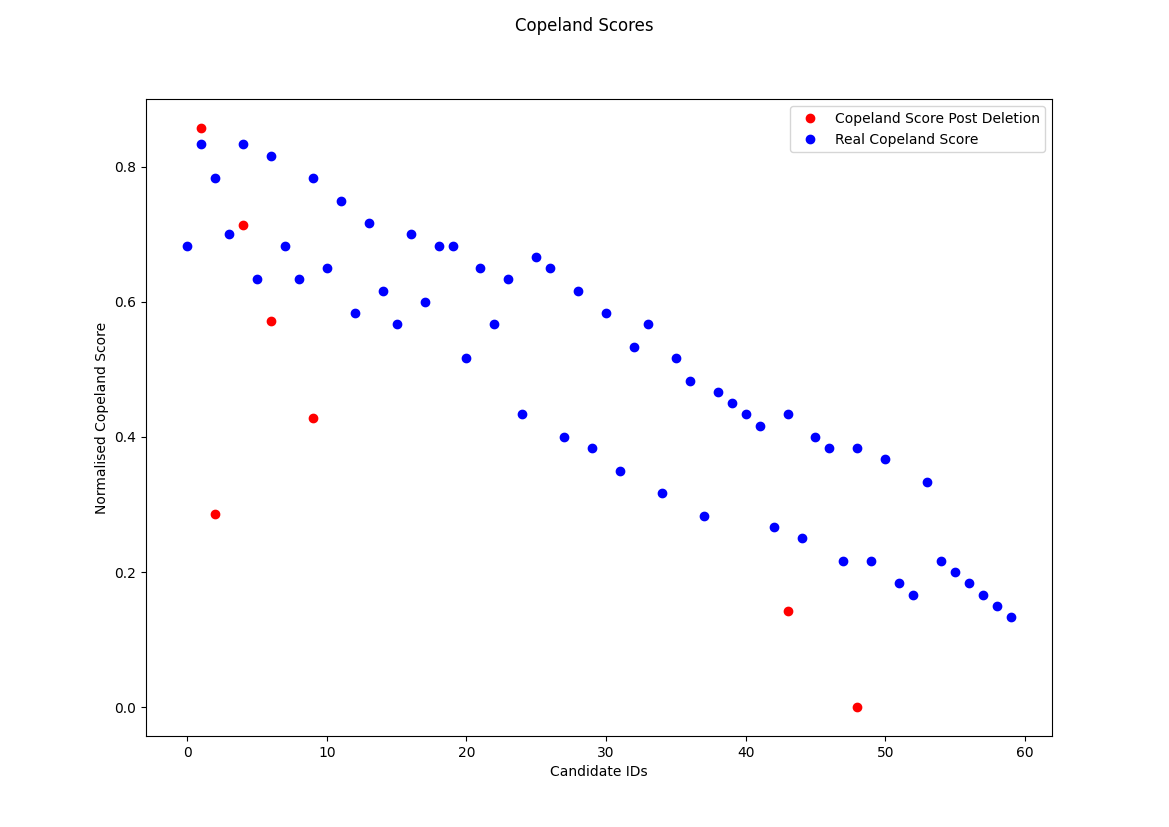 Copeland Scores
Copeland Score Post Deletion
Real Copeland Score
Normalised Copeland Score
0.8
0.6
0.4
0.2
0.0
0 10 20 30 40 50 60
Candidate IDs